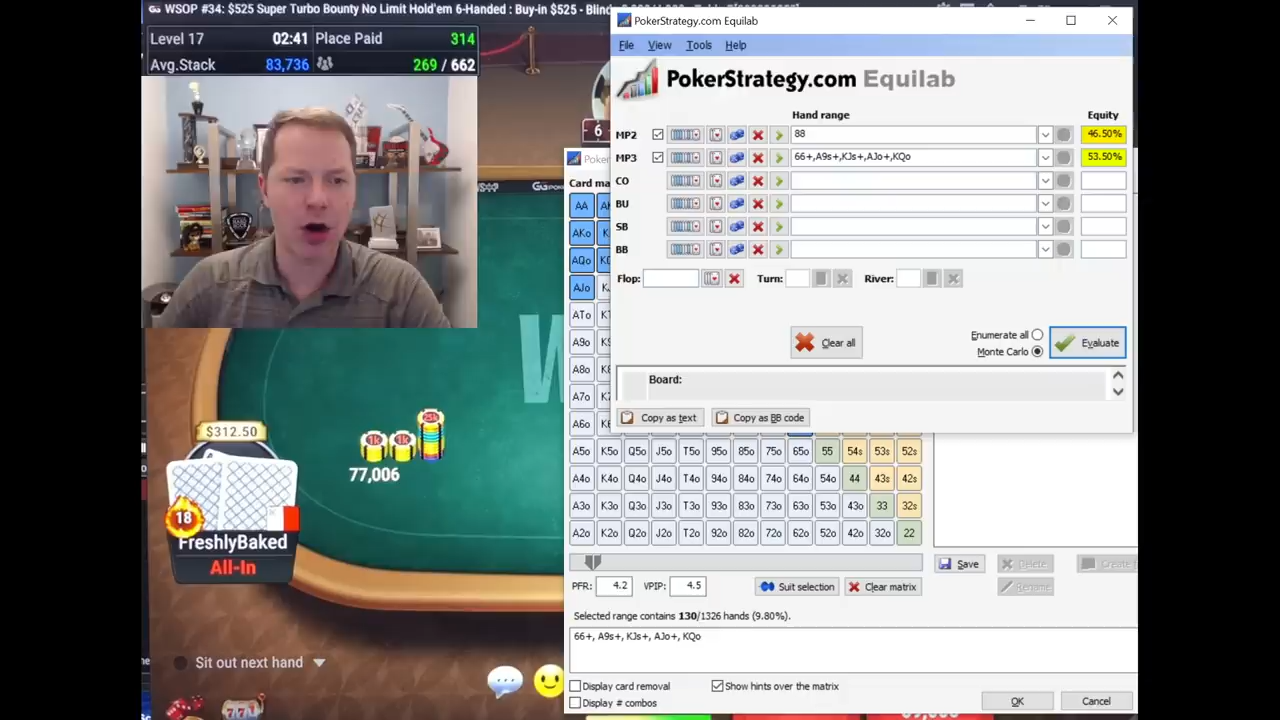 WSOP #34: $525 Super Turbo Bounty No Limit Hold'em 6-Handed : Buy-in $525 - Blind
Level 17 02:41 Place Paid 314
Avg.Stack 83,736 269 / 662
PokerStrategy.com Equilab
File View Tools Help
PokerStrategy.com Equilab
Hand range Equity
MP2 88 46.50%
MP3 66+,A9s+,KJs+,AJo+,KQo 53.50%
CO
BU
SB
BB
Flop: Turn: River:
Enumerate all
Monte Carlo
Clear all Evaluate
Board:
Copy as text Copy as BB code
6
Poke
Card ma
AA
AKo
AQo
AJo
ATo
A9o
A8o
A7o
A6o
A5o K5o Q5o J5o T5o 95o 85o 75o 65o 55 54s 53s 52s
A4o K4o Q4o J4o T4o 94o 84o 74o 64o 54o 44 43s 42s
A3o K3o Q3o J3o T3o 93o 83o 73o 63o 53o 43o 33 32s
A2o K2o Q2o J2o T2o 92o 82o 72o 62o 52o 42o 32o 22
PFR: 4.2 VPIP: 4.5 Suit selection Clear matrix
Save Delete Create
Rename
Selected range contains 130/1326 hands (9.80%).
66+, A9s+, KJs+, AJo+, KQo
Display card removal Show hints over the matrix
Display # combos
OK Cancel
W
$312.50
1k 1k 25k
77,006
18
FreshlyBaked
All-In
Sit out next hand
777